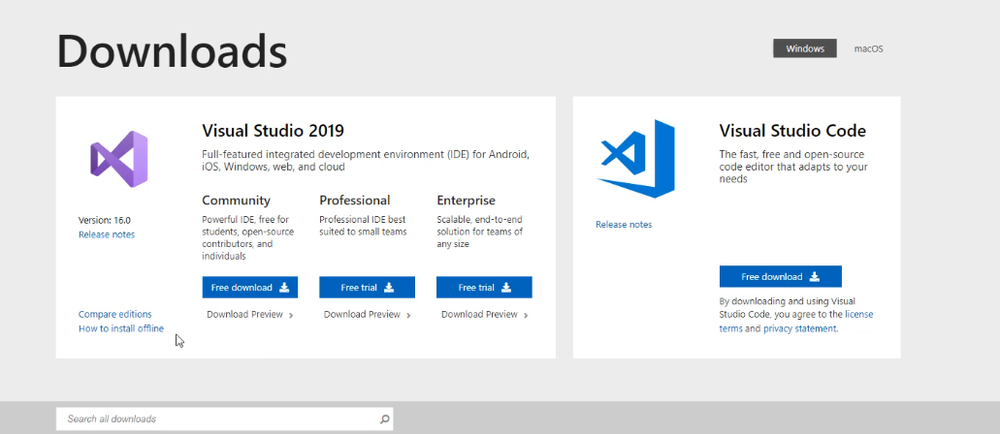 Downloads
Windows
macOS
Visual Studio 2019
Full-featured integrated development environment (IDE) for Android,
iOS, Windows, web, and cloud
Version: 16.0
Release notes
Community
Powerful IDE, free for
students, open-source
contributors, and
individuals
Free download
Download Preview
Professional
Professional IDE best
suited to small teams
Free trial
Download Preview
Enterprise
Scalable, end-to-end
solution for teams of
any size
Free trial
Download Preview
Compare editions
How to install offline
Visual Studio Code
The fast, free and open-source
code editor that adapts to your
needs
Release notes
Free download
By downloading and using Visual
Studio Code, you agree to the license
terms and privacy statement.
Search all downloads